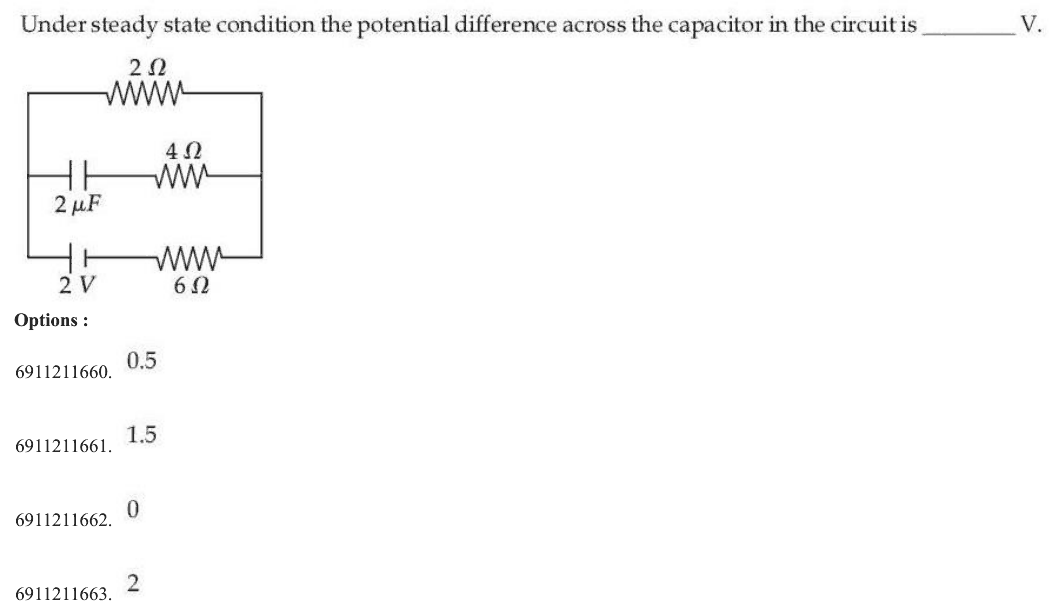 Under steady state condition the potential difference across the capacitor in the circuit is ________ V.
2 Ω
4 Ω
2 μF
2 V
6 Ω
Options :
6911211660. 0.5
6911211661. 1.5
6911211662. 0
6911211663. 2